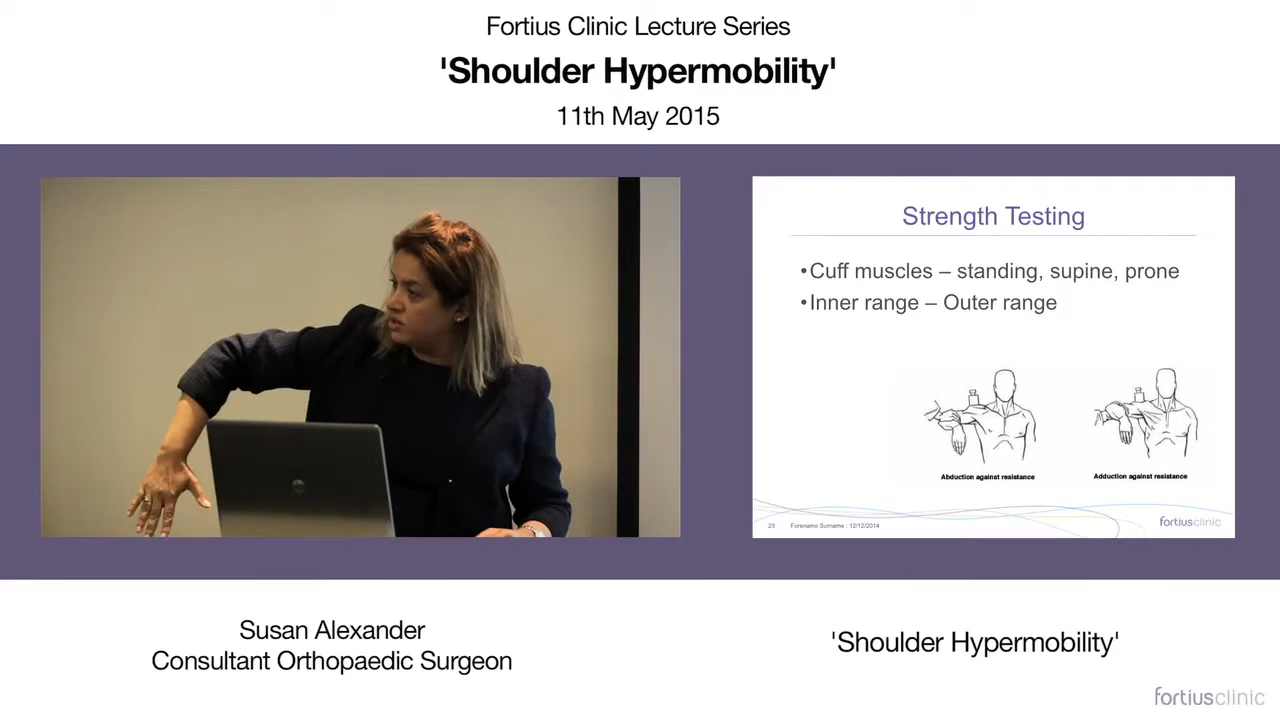 Fortius Clinic Lecture Series
'Shoulder Hypermobility'
11th May 2015
Strength Testing
•Cuff muscles – standing, supine, prone
•Inner range – Outer range
Abduction against resistance
Adduction against resistance
23 Forename Surname : 12/12/2014
fortiusclinic
Susan Alexander
Consultant Orthopaedic Surgeon
'Shoulder Hypermobility'
fortiusclinic